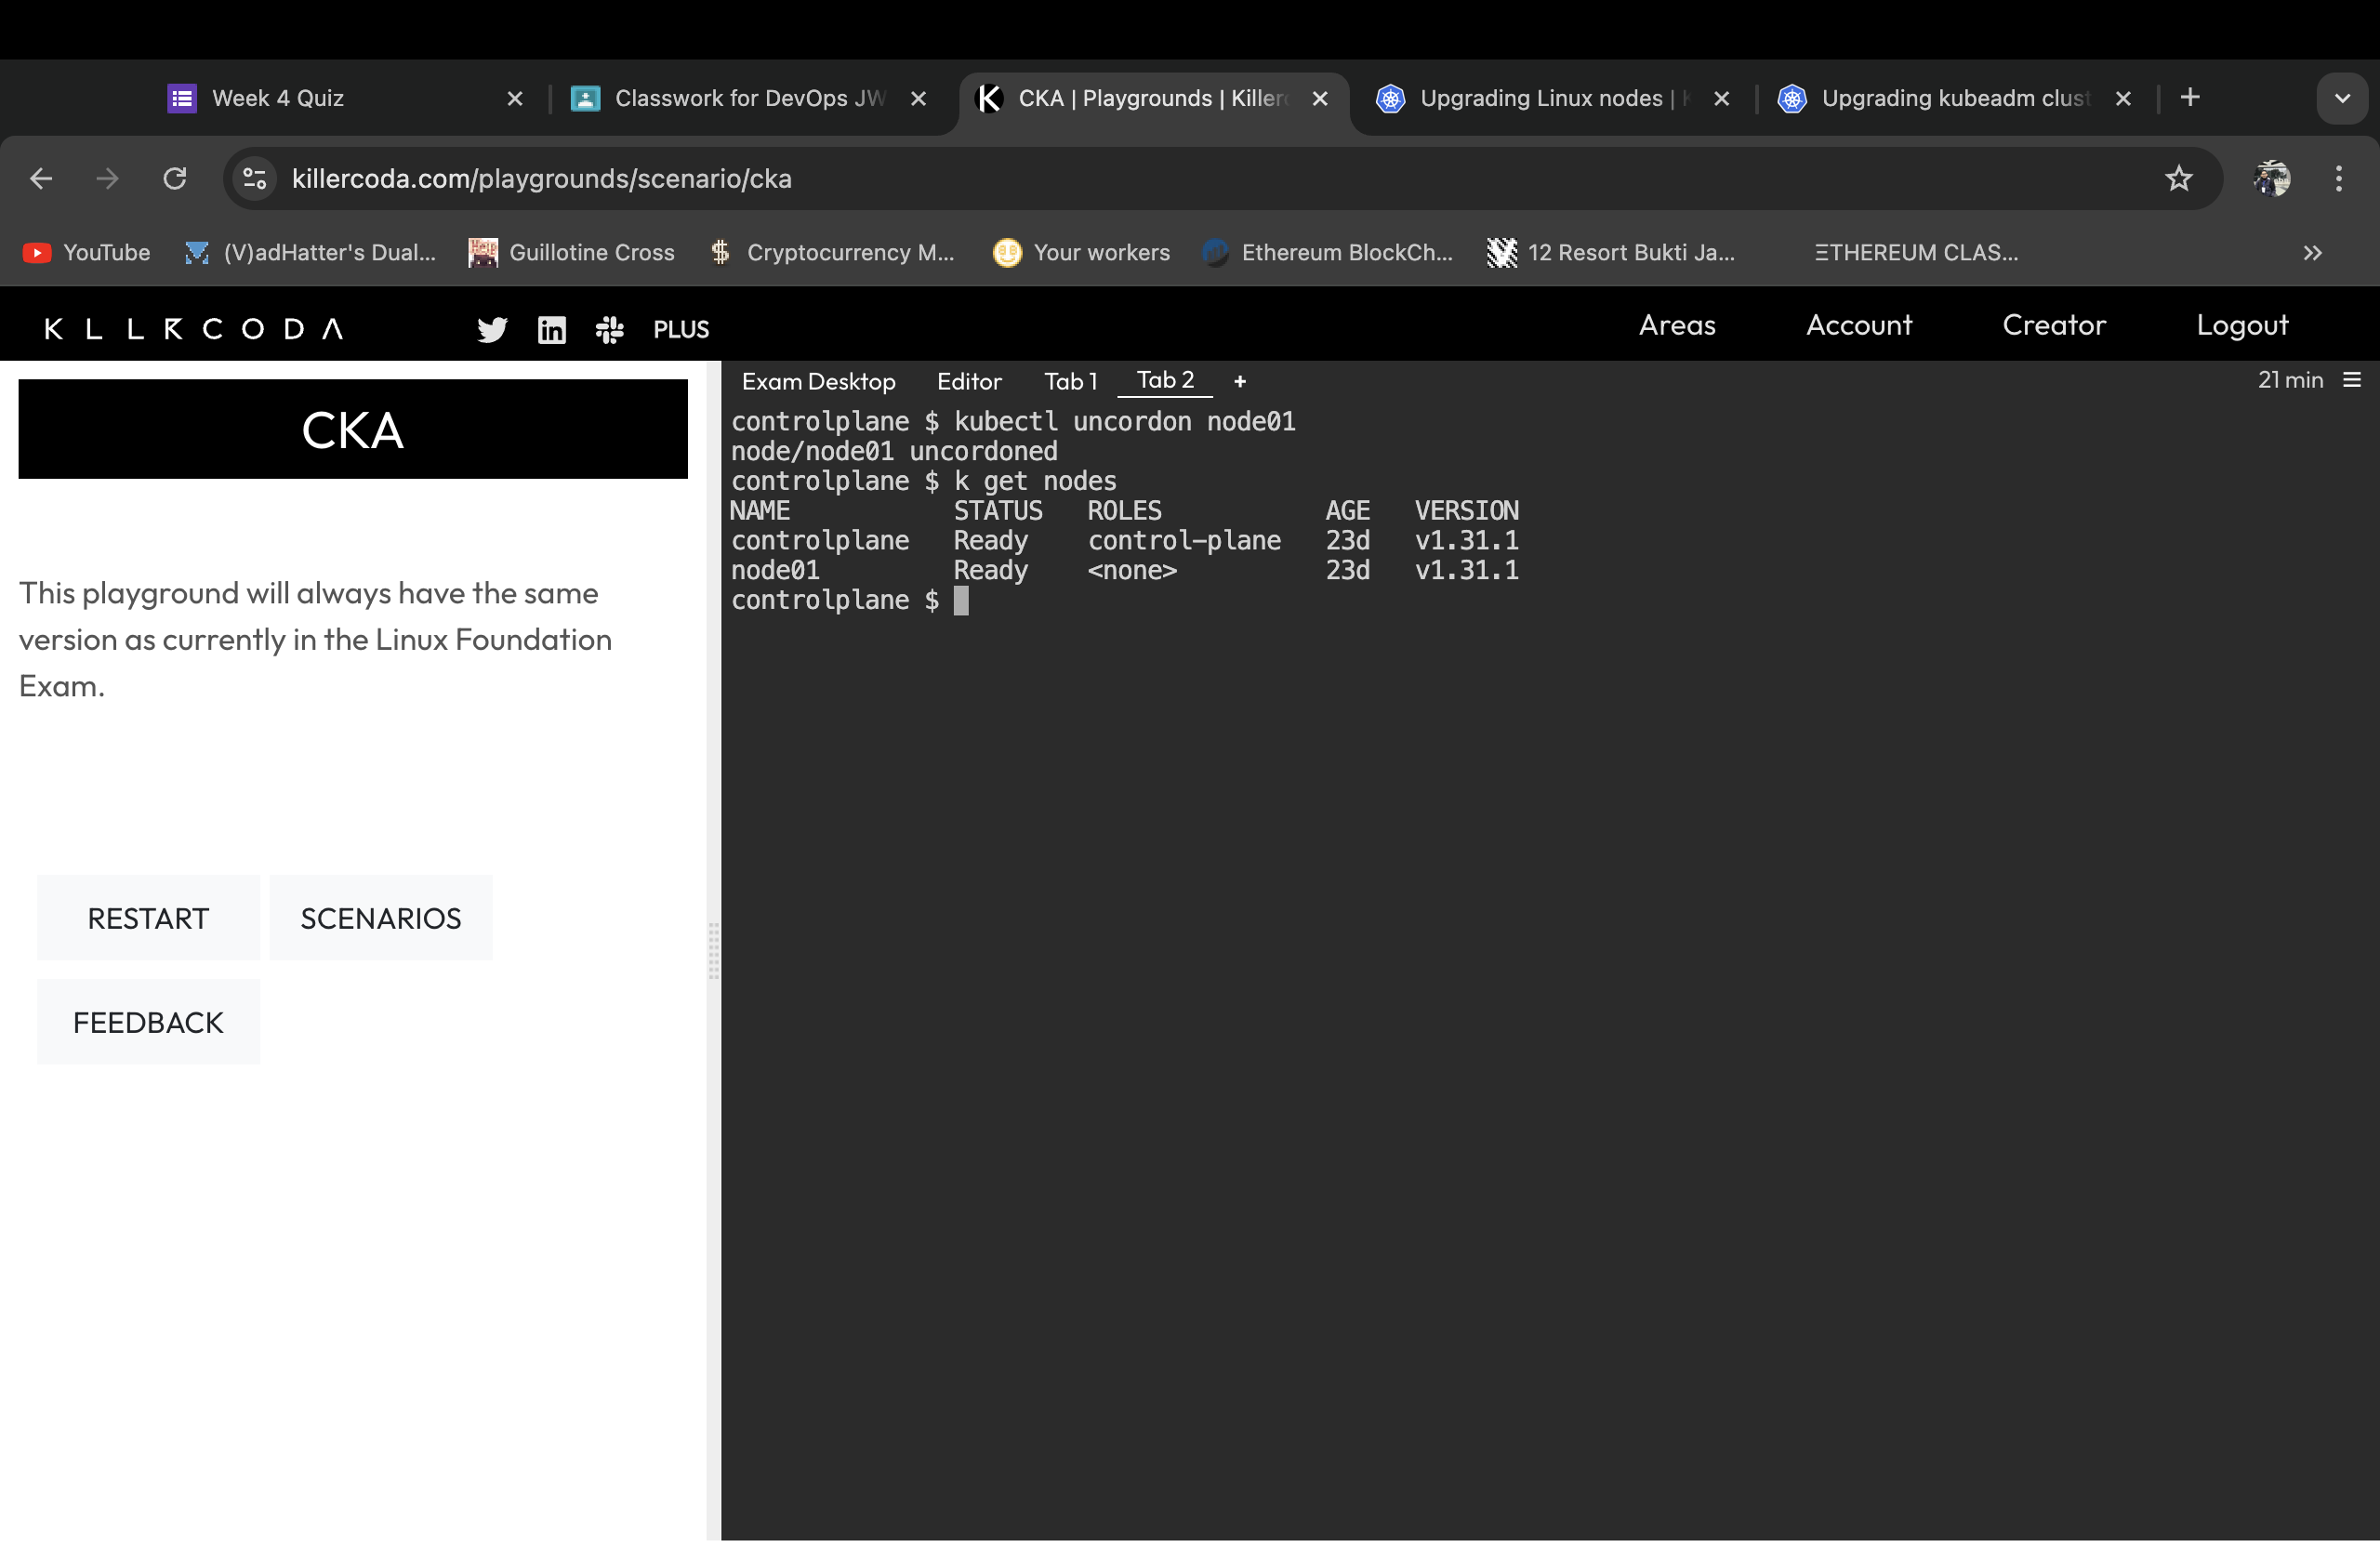 Week 4 Quiz
Classwork for DevOps JW
CKA | Playgrounds | Killerc
Upgrading Linux nodes |
Upgrading kubeadm clust
killercoda.com/playgrounds/scenario/cka
YouTube
(V)adHatter's Dual...
Guillotine Cross
Cryptocurrency M...
Your workers
Ethereum BlockCh...
12 Resort Bukti Ja...
ΞTHEREUM CLAS...
KLLRCODA
PLUS
Areas
Account
Creator
Logout
CKA
This playground will always have the same
version as currently in the Linux Foundation
Exam.
RESTART
SCENARIOS
FEEDBACK
Exam Desktop
Editor
Tab 1
Tab 2
+
21 min
controlplane $ kubectl uncordon node01
node/node01 uncordoned
controlplane $ k get nodes
NAME STATUS ROLES AGE VERSION
controlplane Ready control-plane 23d v1.31.1
node01 Ready <none> 23d v1.31.1
controlplane $